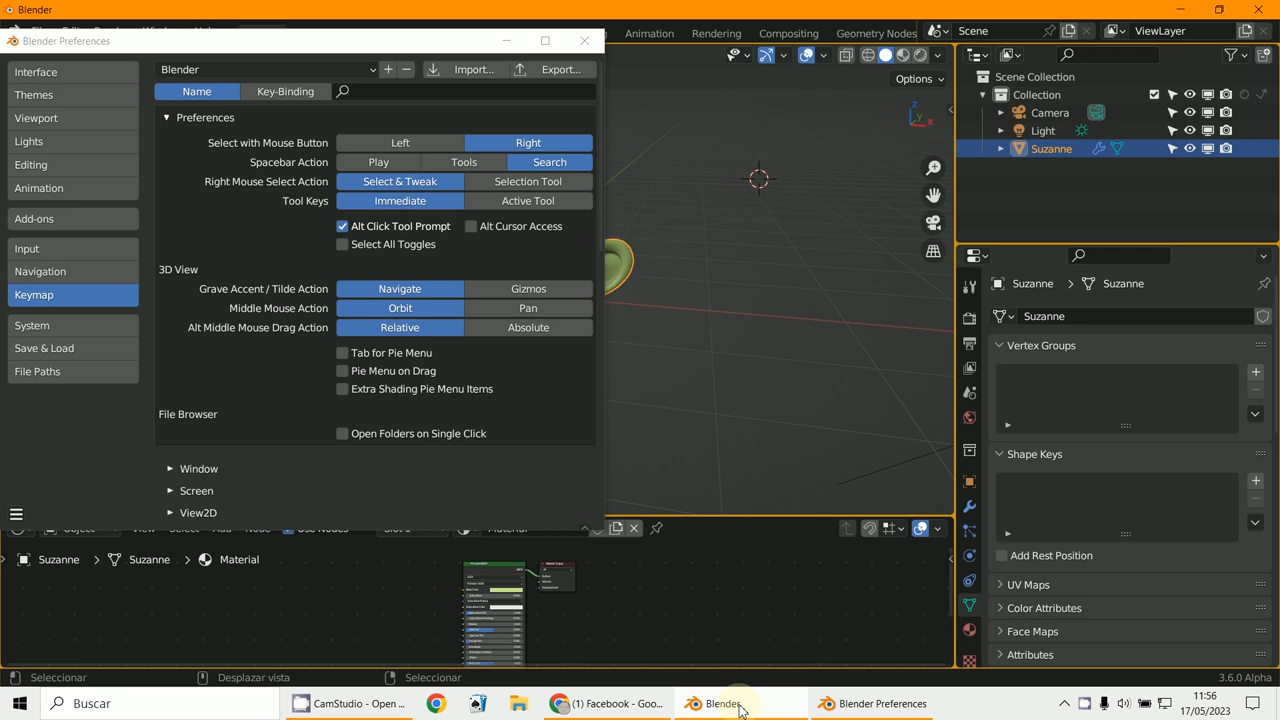 Blender
Blender Preferences
Animation
Rendering
Compositing
Geometry Nodes
Scene
ViewLayer
Interface
Themes
Viewport
Lights
Editing
Animation
Add-ons
Input
Navigation
Keymap
System
Save & Load
File Paths
Blender
Import...
Export...
Name
Key-Binding
Preferences
Select with Mouse Button
Left
Right
Spacebar Action
Play
Tools
Search
Right Mouse Select Action
Select & Tweak
Selection Tool
Tool Keys
Immediate
Active Tool
Alt Click Tool Prompt
Alt Cursor Access
Select All Toggles
3D View
Grave Accent / Tilde Action
Navigate
Gizmos
Middle Mouse Action
Orbit
Pan
Alt Middle Mouse Drag Action
Relative
Absolute
Tab for Pie Menu
Pie Menu on Drag
Extra Shading Pie Menu Items
File Browser
Open Folders on Single Click
Window
Screen
View2D
Options
Z
Y
X
Scene Collection
Collection
Camera
Light
Suzanne
Suzanne
Suzanne
Suzanne
Vertex Groups
Shape Keys
Add Rest Position
UV Maps
Color Attributes
Face Maps
Attributes
Suzanne
Suzanne
Material
Seleccionar
Desplazar vista
Seleccionar
3.6.0 Alpha
Buscar
CamStudio - Open ...
(1) Facebook - Goo...
Blender
Blender Preferences
11:56
17/05/2023